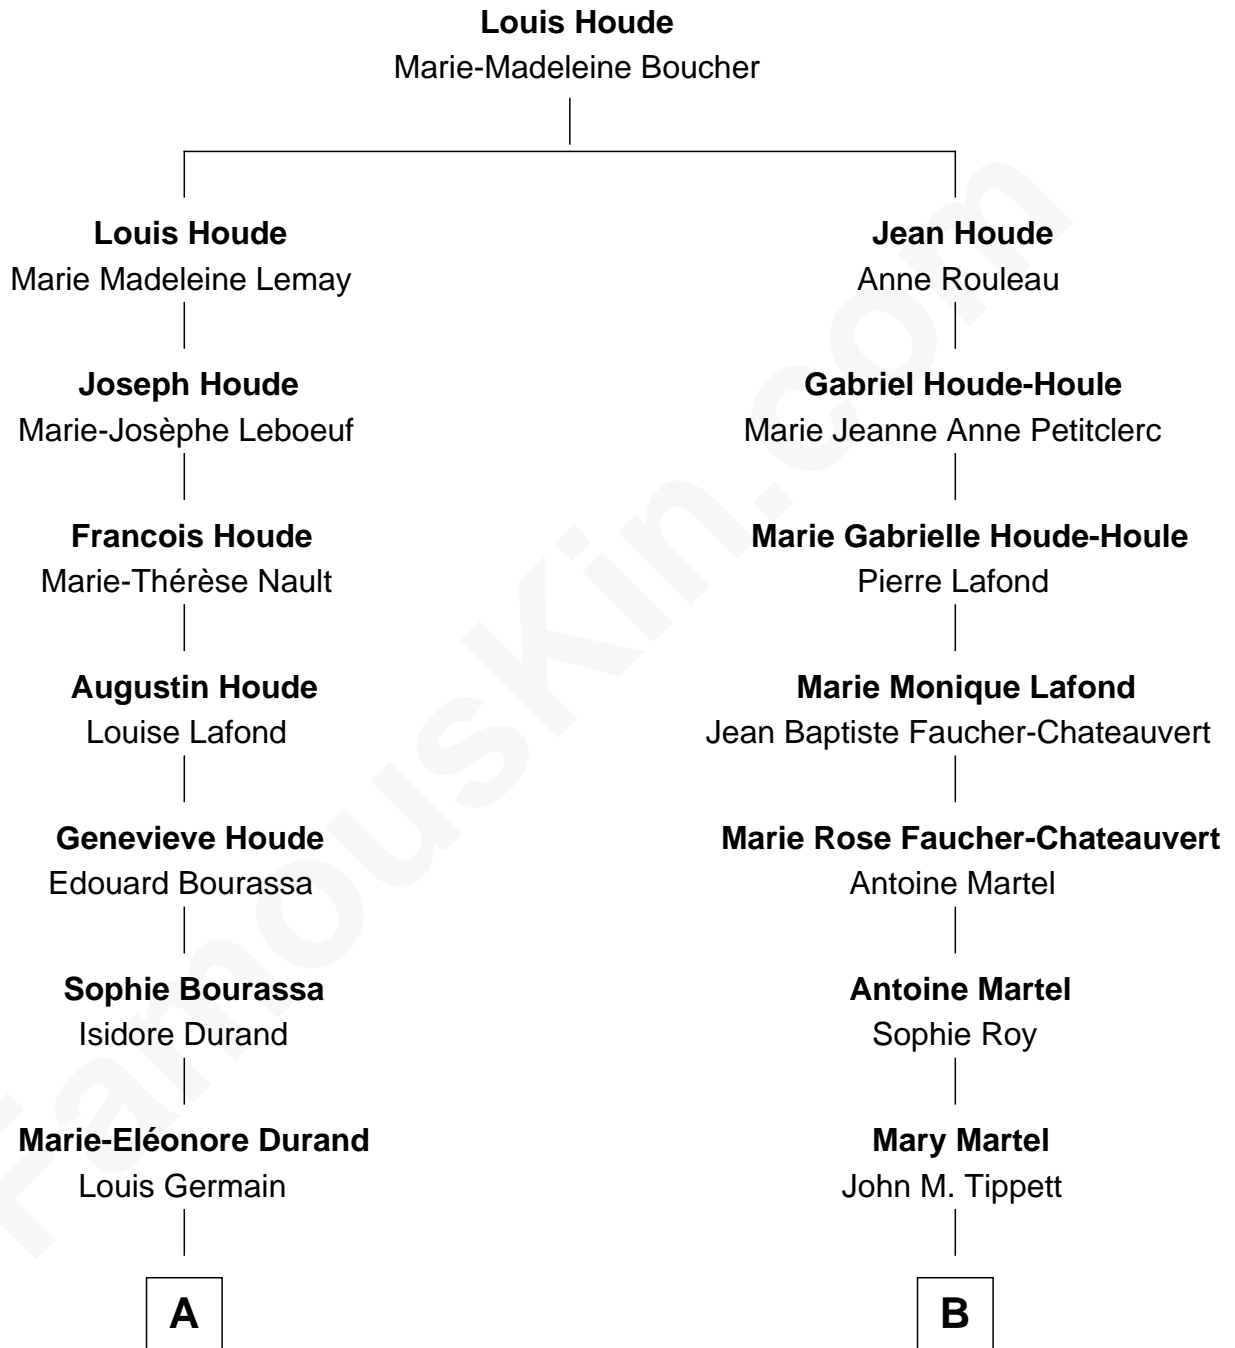 Louis Houde
Marie-Madeleine Boucher
Louis Houde
Marie Madeleine Lemay
Jean Houde
Anne Rouleau
Joseph Houde
Marie-Josèphe Leboeuf
Gabriel Houde-Houle
Marie Jeanne Anne Petitclerc
Francois Houde
Marie-Thérèse Nault
Marie Gabrielle Houde-Houle
Pierre Lafond
Augustin Houde
Louise Lafond
Marie Monique Lafond
Jean Baptiste Faucher-Chateauvert
Genevieve Houde
Edouard Bourassa
Marie Rose Faucher-Chateauvert
Antoine Martel
Sophie Bourassa
Isidore Durand
Antoine Martel
Sophie Roy
Marie-Eléonore Durand
Louis Germain
Mary Martel
John M. Tippett
A
B
FamousKin.com